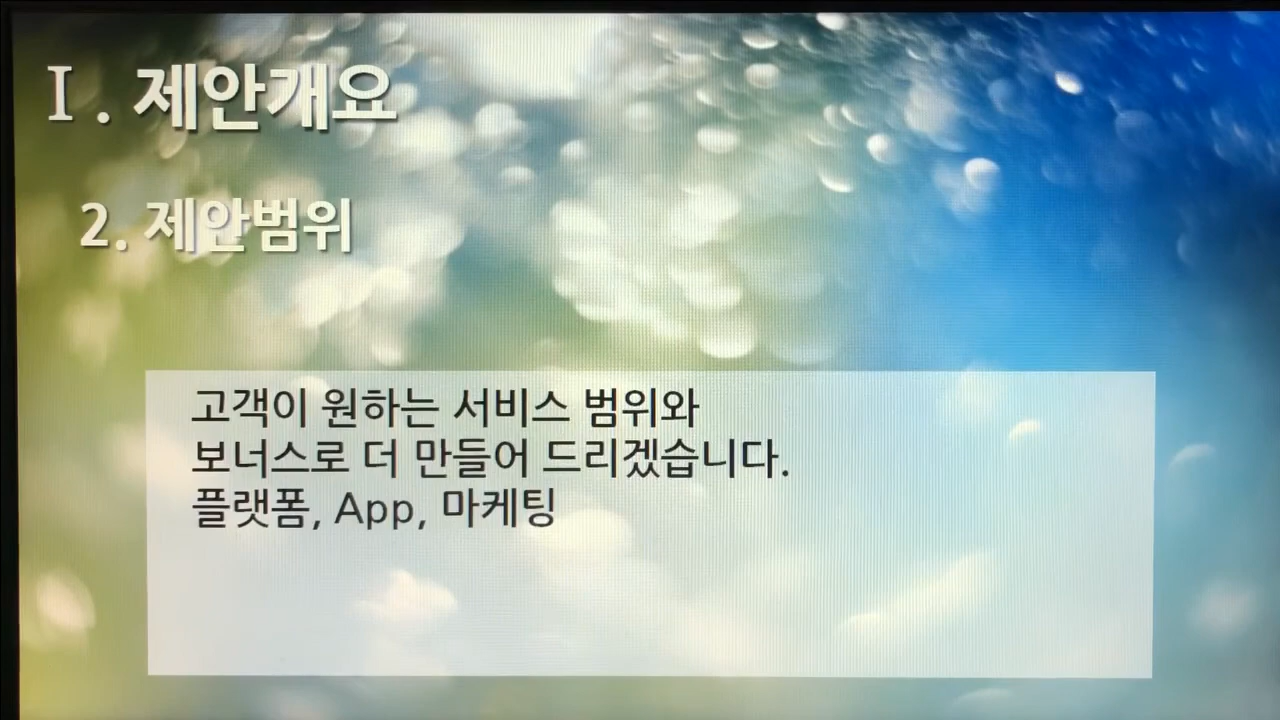 Ⅰ. 제안개요
2. 제안범위
고객이 원하는 서비스 범위와
보너스로 더 만들어 드리겠습니다.
플랫폼, App, 마케팅